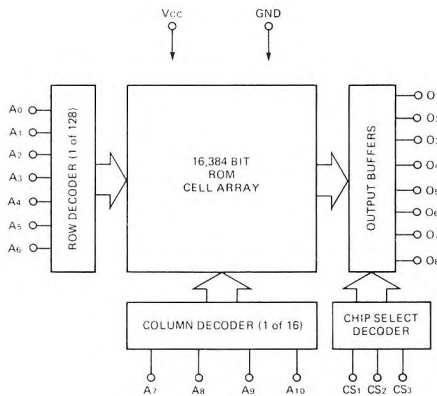 Vcc GND
A0
A1
A2
A3
A4
A5
A6
ROW DECODER (1 of 128)
16,384 BIT
ROM
CELL ARRAY
OUTPUT BUFFERS
O
O2
O3
O4
O5
O6
O7
O8
COLUMN DECODER (1 of 16)
CHIP SELECT
DECODER
A7 A8 A9 A10 CS1 CS2 CS3